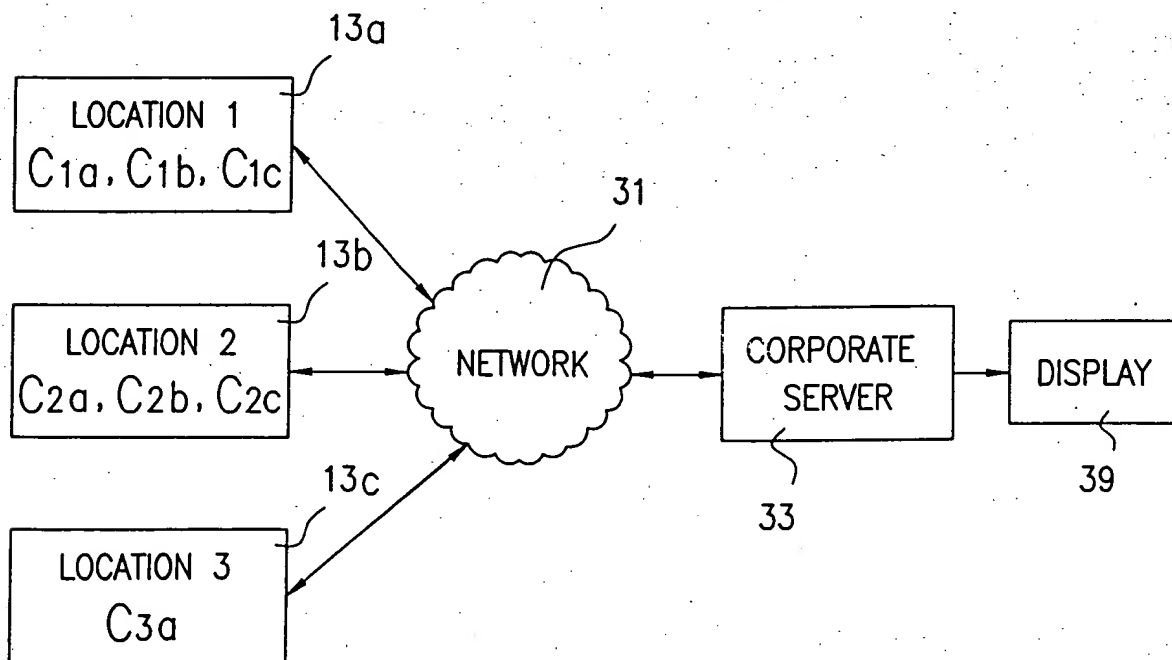 13a
LOCATION 1
C1a, C1b, C1c
31
13b
LOCATION 2
C2a, C2b, C2c
NETWORK
CORPORATE
SERVER
DISPLAY
33
39
13c
LOCATION 3
C3a